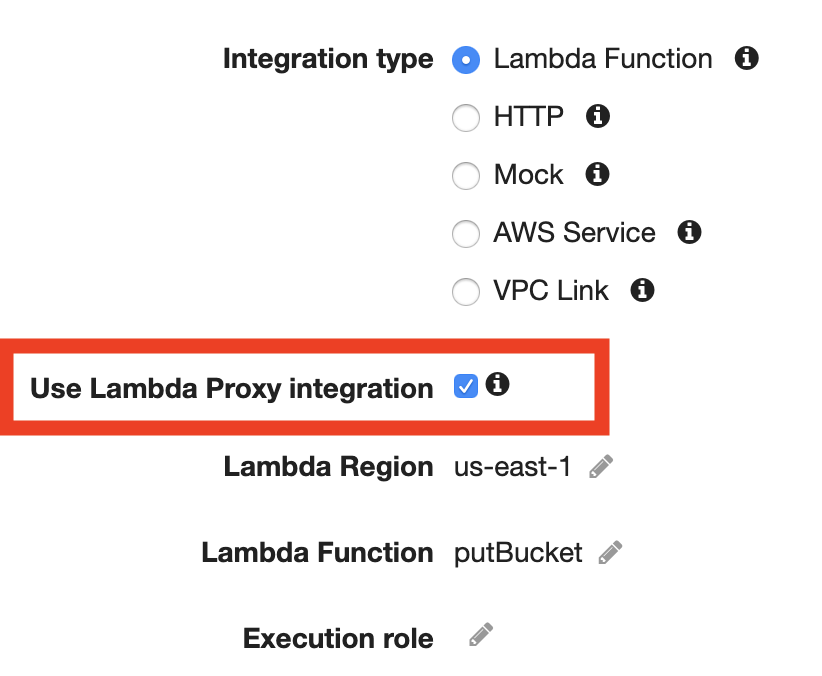 Integration type Lambda Function
HTTP
Mock
AWS Service
VPC Link
Use Lambda Proxy integration
Lambda Region us-east-1
Lambda Function putBucket
Execution role